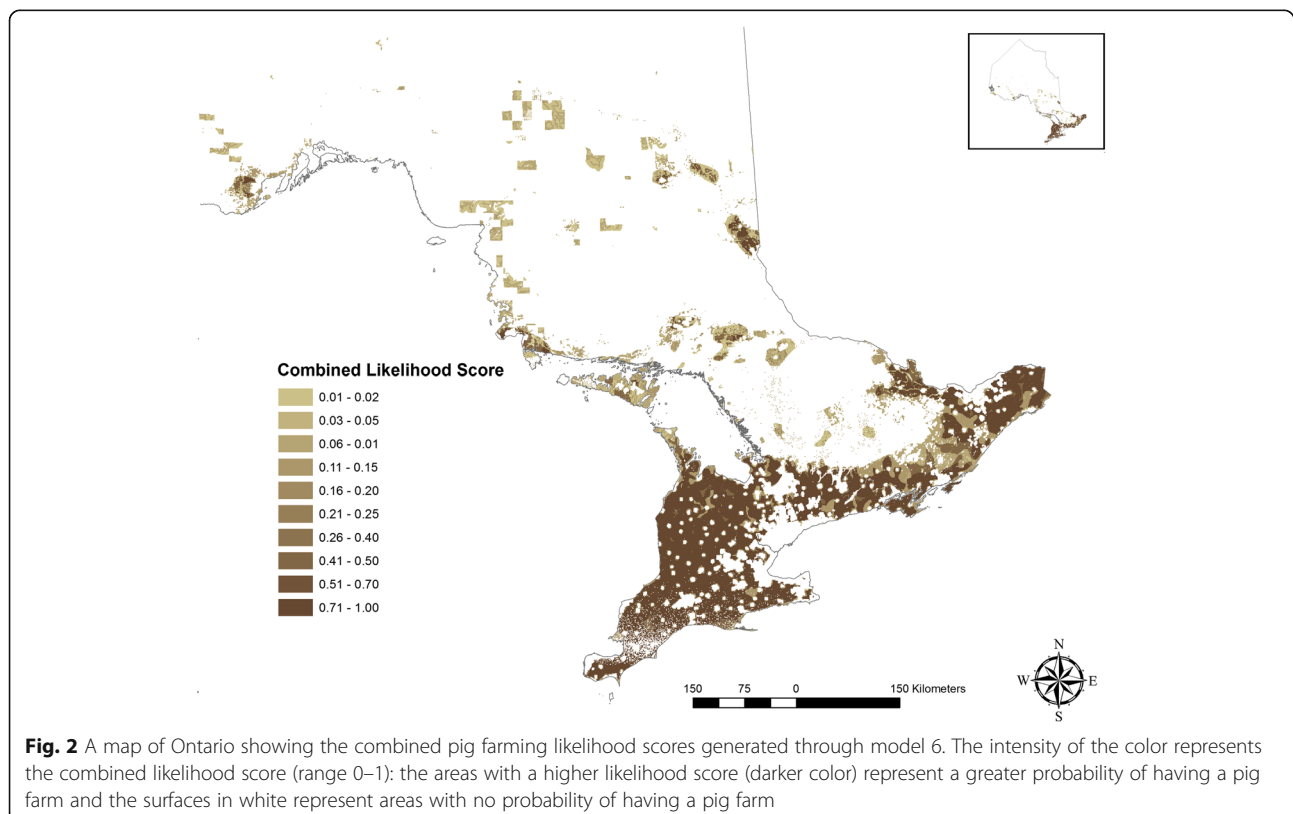 Combined Likelihood Score
0.01 - 0.02
0.03 - 0.05
0.06 - 0.01
0.11 - 0.15
0.16 - 0.20
0.21 - 0.25
0.26 - 0.40
0.41 - 0.50
0.51 - 0.70
0.71 - 1.00
N
W E
S
150 75 0 150 Kilometers
Fig. 2 A map of Ontario showing the combined pig farming likelihood scores generated through model 6. The intensity of the color represents
the combined likelihood score (range 0–1): the areas with a higher likelihood score (darker color) represent a greater probability of having a pig
farm and the surfaces in white represent areas with no probability of having a pig farm